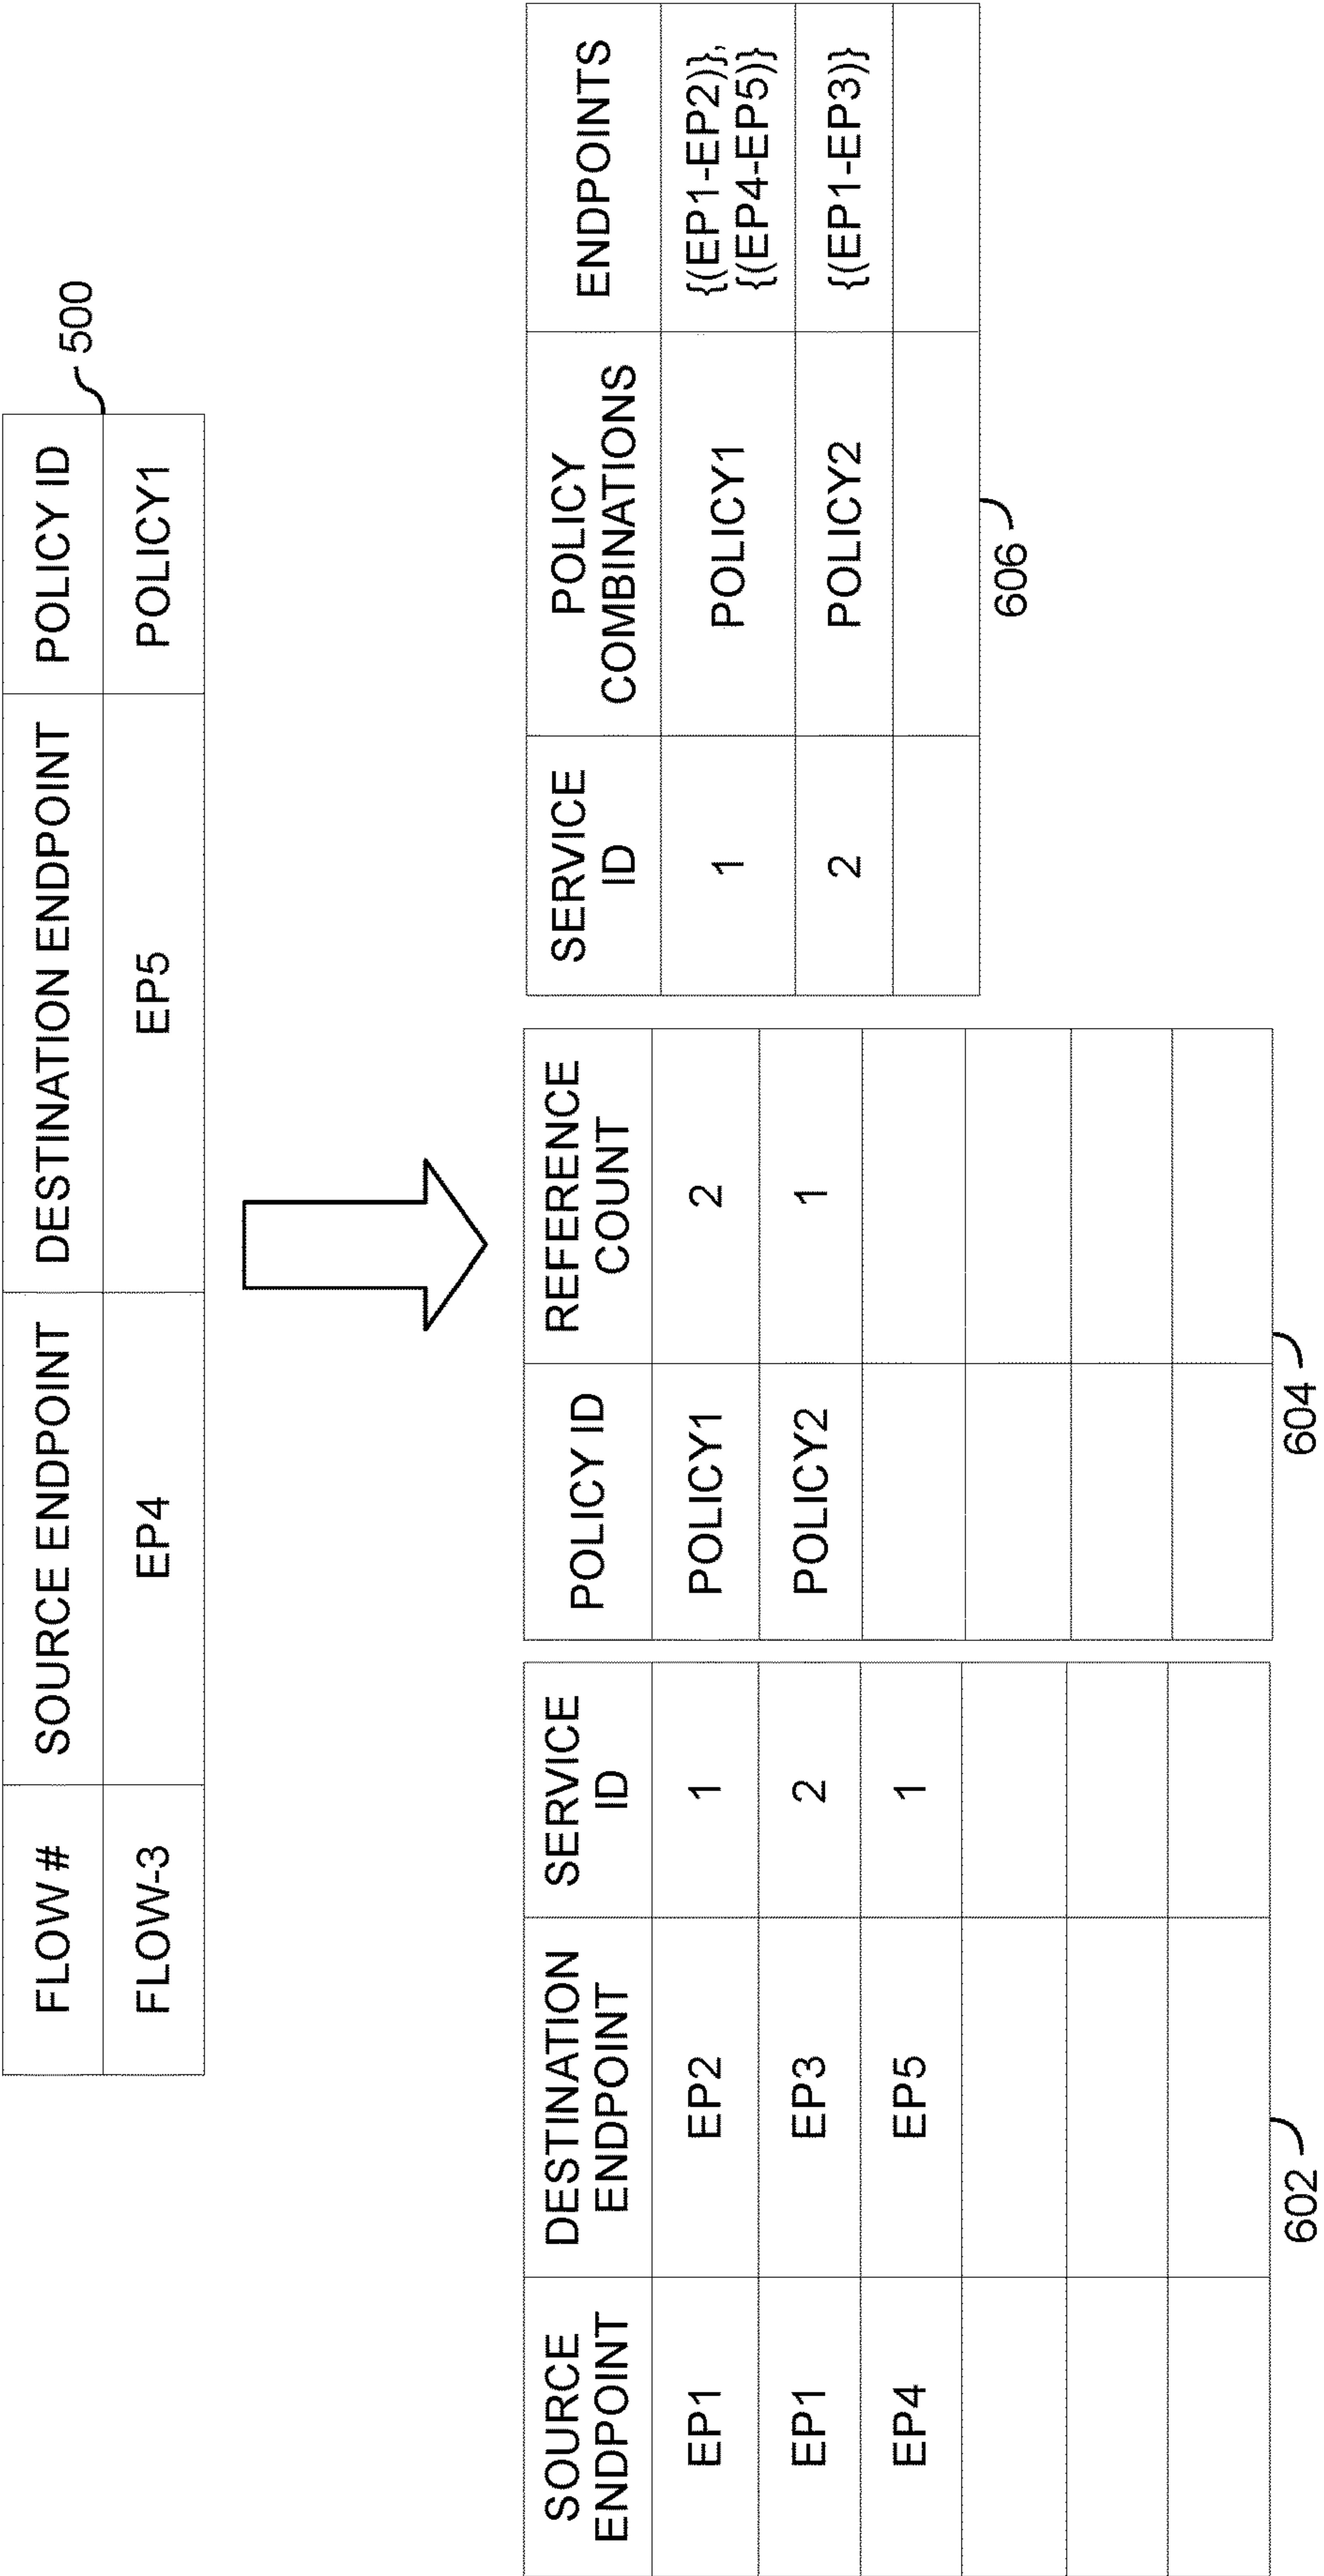 FLOW # SOURCE ENDPOINT DESTINATION ENDPOINT POLICY ID
500
FLOW-3 EP4 EP5 POLICY1
SOURCE
ENDPOINT
DESTINATION
ENDPOINT
SERVICE
ID
EP1 EP2 1
EP1 EP3 2
EP4 EP5 1
602
POLICY ID
REFERENCE
COUNT
POLICY1 2
POLICY2 1
604
SERVICE
ID
POLICY
COMBINATIONS
ENDPOINTS
1 POLICY1 {(EP1-EP2)},
{(EP4-EP5)}
2 POLICY2 {(EP1-EP3)}
606